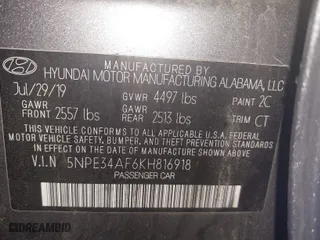 MANUFACTURED BY
HYUNDAI MOTOR MANUFACTURING ALABAMA, LLC
Jul/29/19 GVWR 4497 lbs PAINT 2C
GAWR FRONT 2557 lbs GAWR REAR 2513 lbs TRIM CT
THIS VEHICLE CONFORMS TO ALL APPLICABLE U.S. FEDERAL
MOTOR VEHICLE SAFETY, BUMPER, AND THEFT PREVENTION
STANDARDS IN EFFECT ON THE DATE OF MANUFACTURE
SHOWN ABOVE.
V.I.N 5NPE34AF6KH816918
PASSENGER CAR
DREAMBID